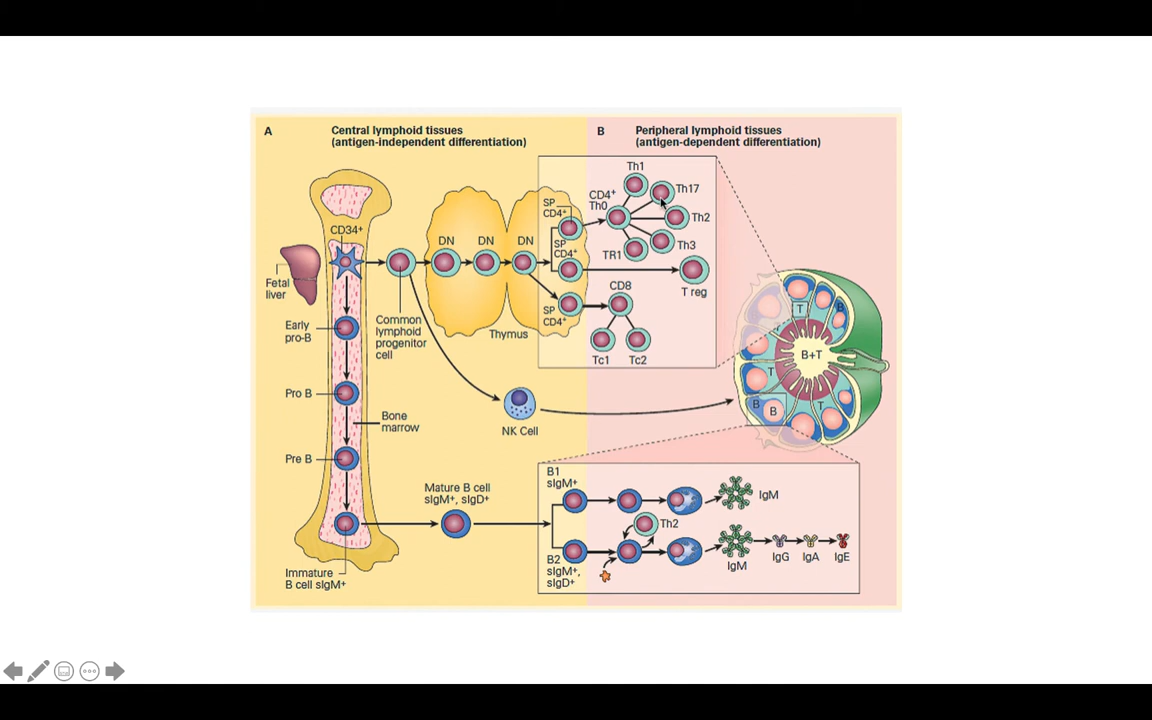 A
Central lymphoid tissues
(antigen-independent differentiation)
B
Peripheral lymphoid tissues
(antigen-dependent differentiation)
CD34+
Fetal
liver
Early
pro-B
Pro B
Pre B
Immature
B cell sIgM+
Bone
marrow
Common
lymphoid
progenitor
cell
DN
DN
DN
Thymus
SP
CD4+
SP
CD4+
SP
CD4+
CD4+
Th0
Th1
Th17
Th2
Th3
TR1
T reg
CD8
Tc1
Tc2
NK Cell
Mature B cell
sIgM+, sIgD+
T
B
B+T
T
B
B
T
B1
sIgM+
IgM
Th2
B2
sIgM+,
sIgD+
IgM
IgG
IgA
IgE